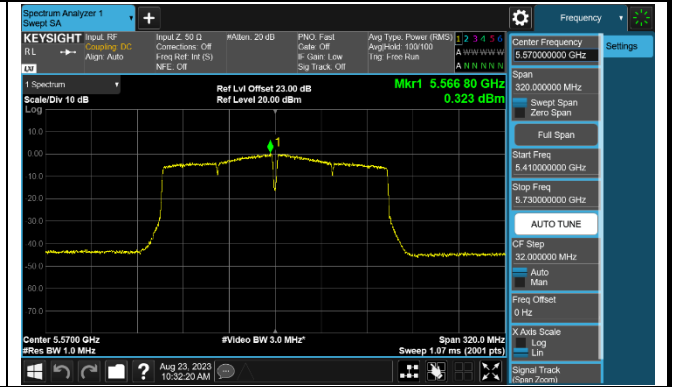 Spectrum Analyzer 1
Swept SA
+
Frequency
KEYSIGHT Input: RF Input Z: 50 Ω #Atten: 20 dB PNO: Fast Avg Type: Power (RMS) 1 2 3 4 5 6
RL Coupling: DC Corrections: Off Gate: Off Avg|Hold: 100/100 A W W W W W
Align: Auto Freq Ref: Int (S) IF Gain: Low Trig: Free Run
LXI NFE: Off Sig Track: Off A N N N N N
1 Spectrum
Scale/Div 10 dB
Ref Lvl Offset 23.00 dB
Ref Level 20.00 dBm
Mkr1 5.566 80 GHz
0.323 dBm
Log
10.0
0.00
-10.0
-20.0
-30.0
-40.0
-50.0
-60.0
-70.0
1
Center 5.5700 GHz
#Res BW 1.0 MHz
#Video BW 3.0 MHz*
Span 320.0 MHz
Sweep 1.07 ms (2001 pts)
Aug 23, 2023
10:32:20 AM
?
Center Frequency
5.570000000 GHz
Settings
Span
320.000000 MHz
Swept Span
Zero Span
Full Span
Start Freq
5.410000000 GHz
Stop Freq
5.730000000 GHz
AUTO TUNE
CF Step
32.000000 MHz
Auto
Man
Freq Offset
0 Hz
X Axis Scale
Log
Lin
Signal Track
(Span Zoom)